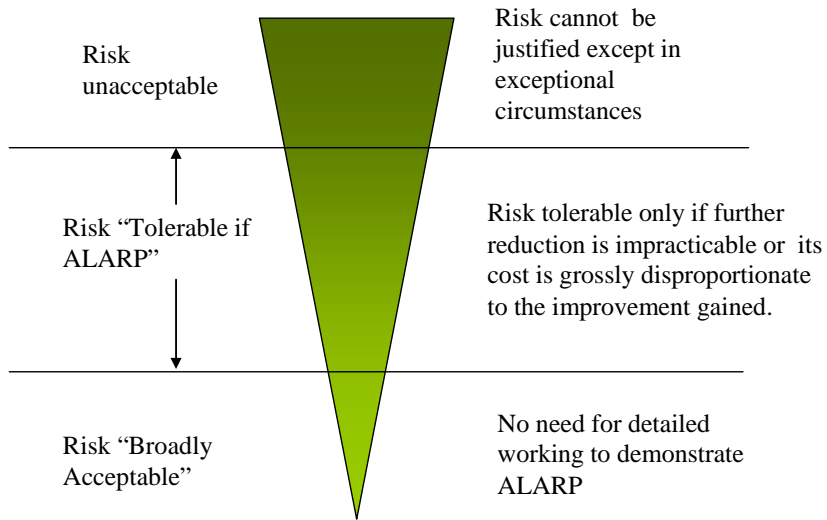 Risk
unacceptable
Risk cannot be
justified except in
exceptional
circumstances
Risk “Tolerable if
ALARP”
Risk tolerable only if further
reduction is impracticable or its
cost is grossly disproportionate
to the improvement gained.
Risk “Broadly
Acceptable”
No need for detailed
working to demonstrate
ALARP